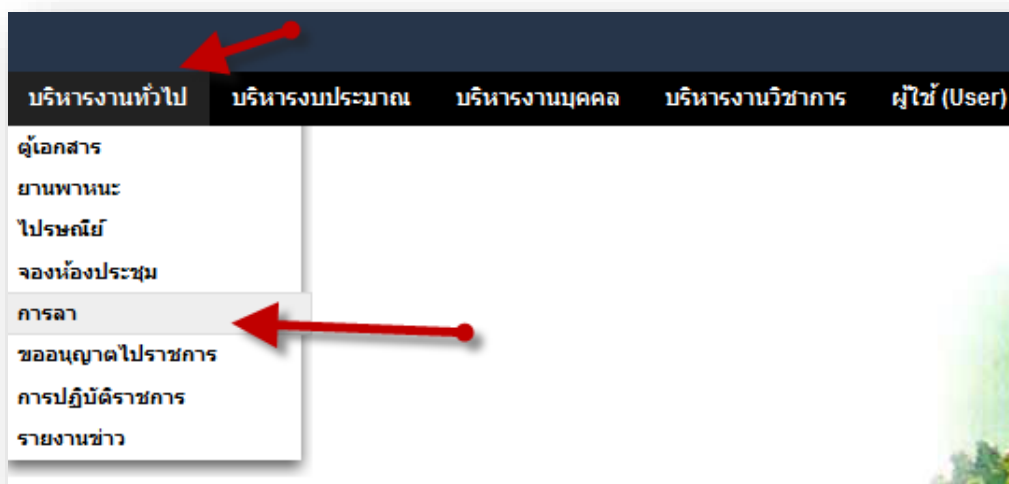 บริหารงานทั่วไป บริหารงบประมาณ บริหารงานบุคคล บริหารงานวิชาการ ผู้ใช้ (User)
ตู้เอกสาร
ยานพาหนะ
ไปรษณีย์
จองห้องประชุม
การลา
ขออนุญาตไปราชการ
การปฏิบัติราชการ
รายงานข่าว